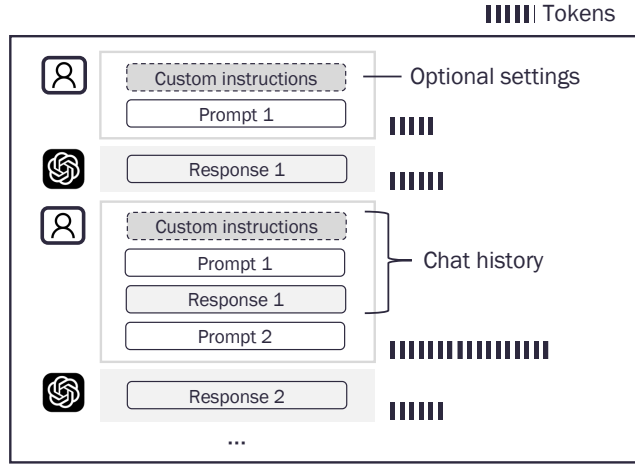 Tokens
Custom instructions
Optional settings
Prompt 1
Response 1
Custom instructions
Prompt 1
Chat history
Response 1
Prompt 2
Response 2
...